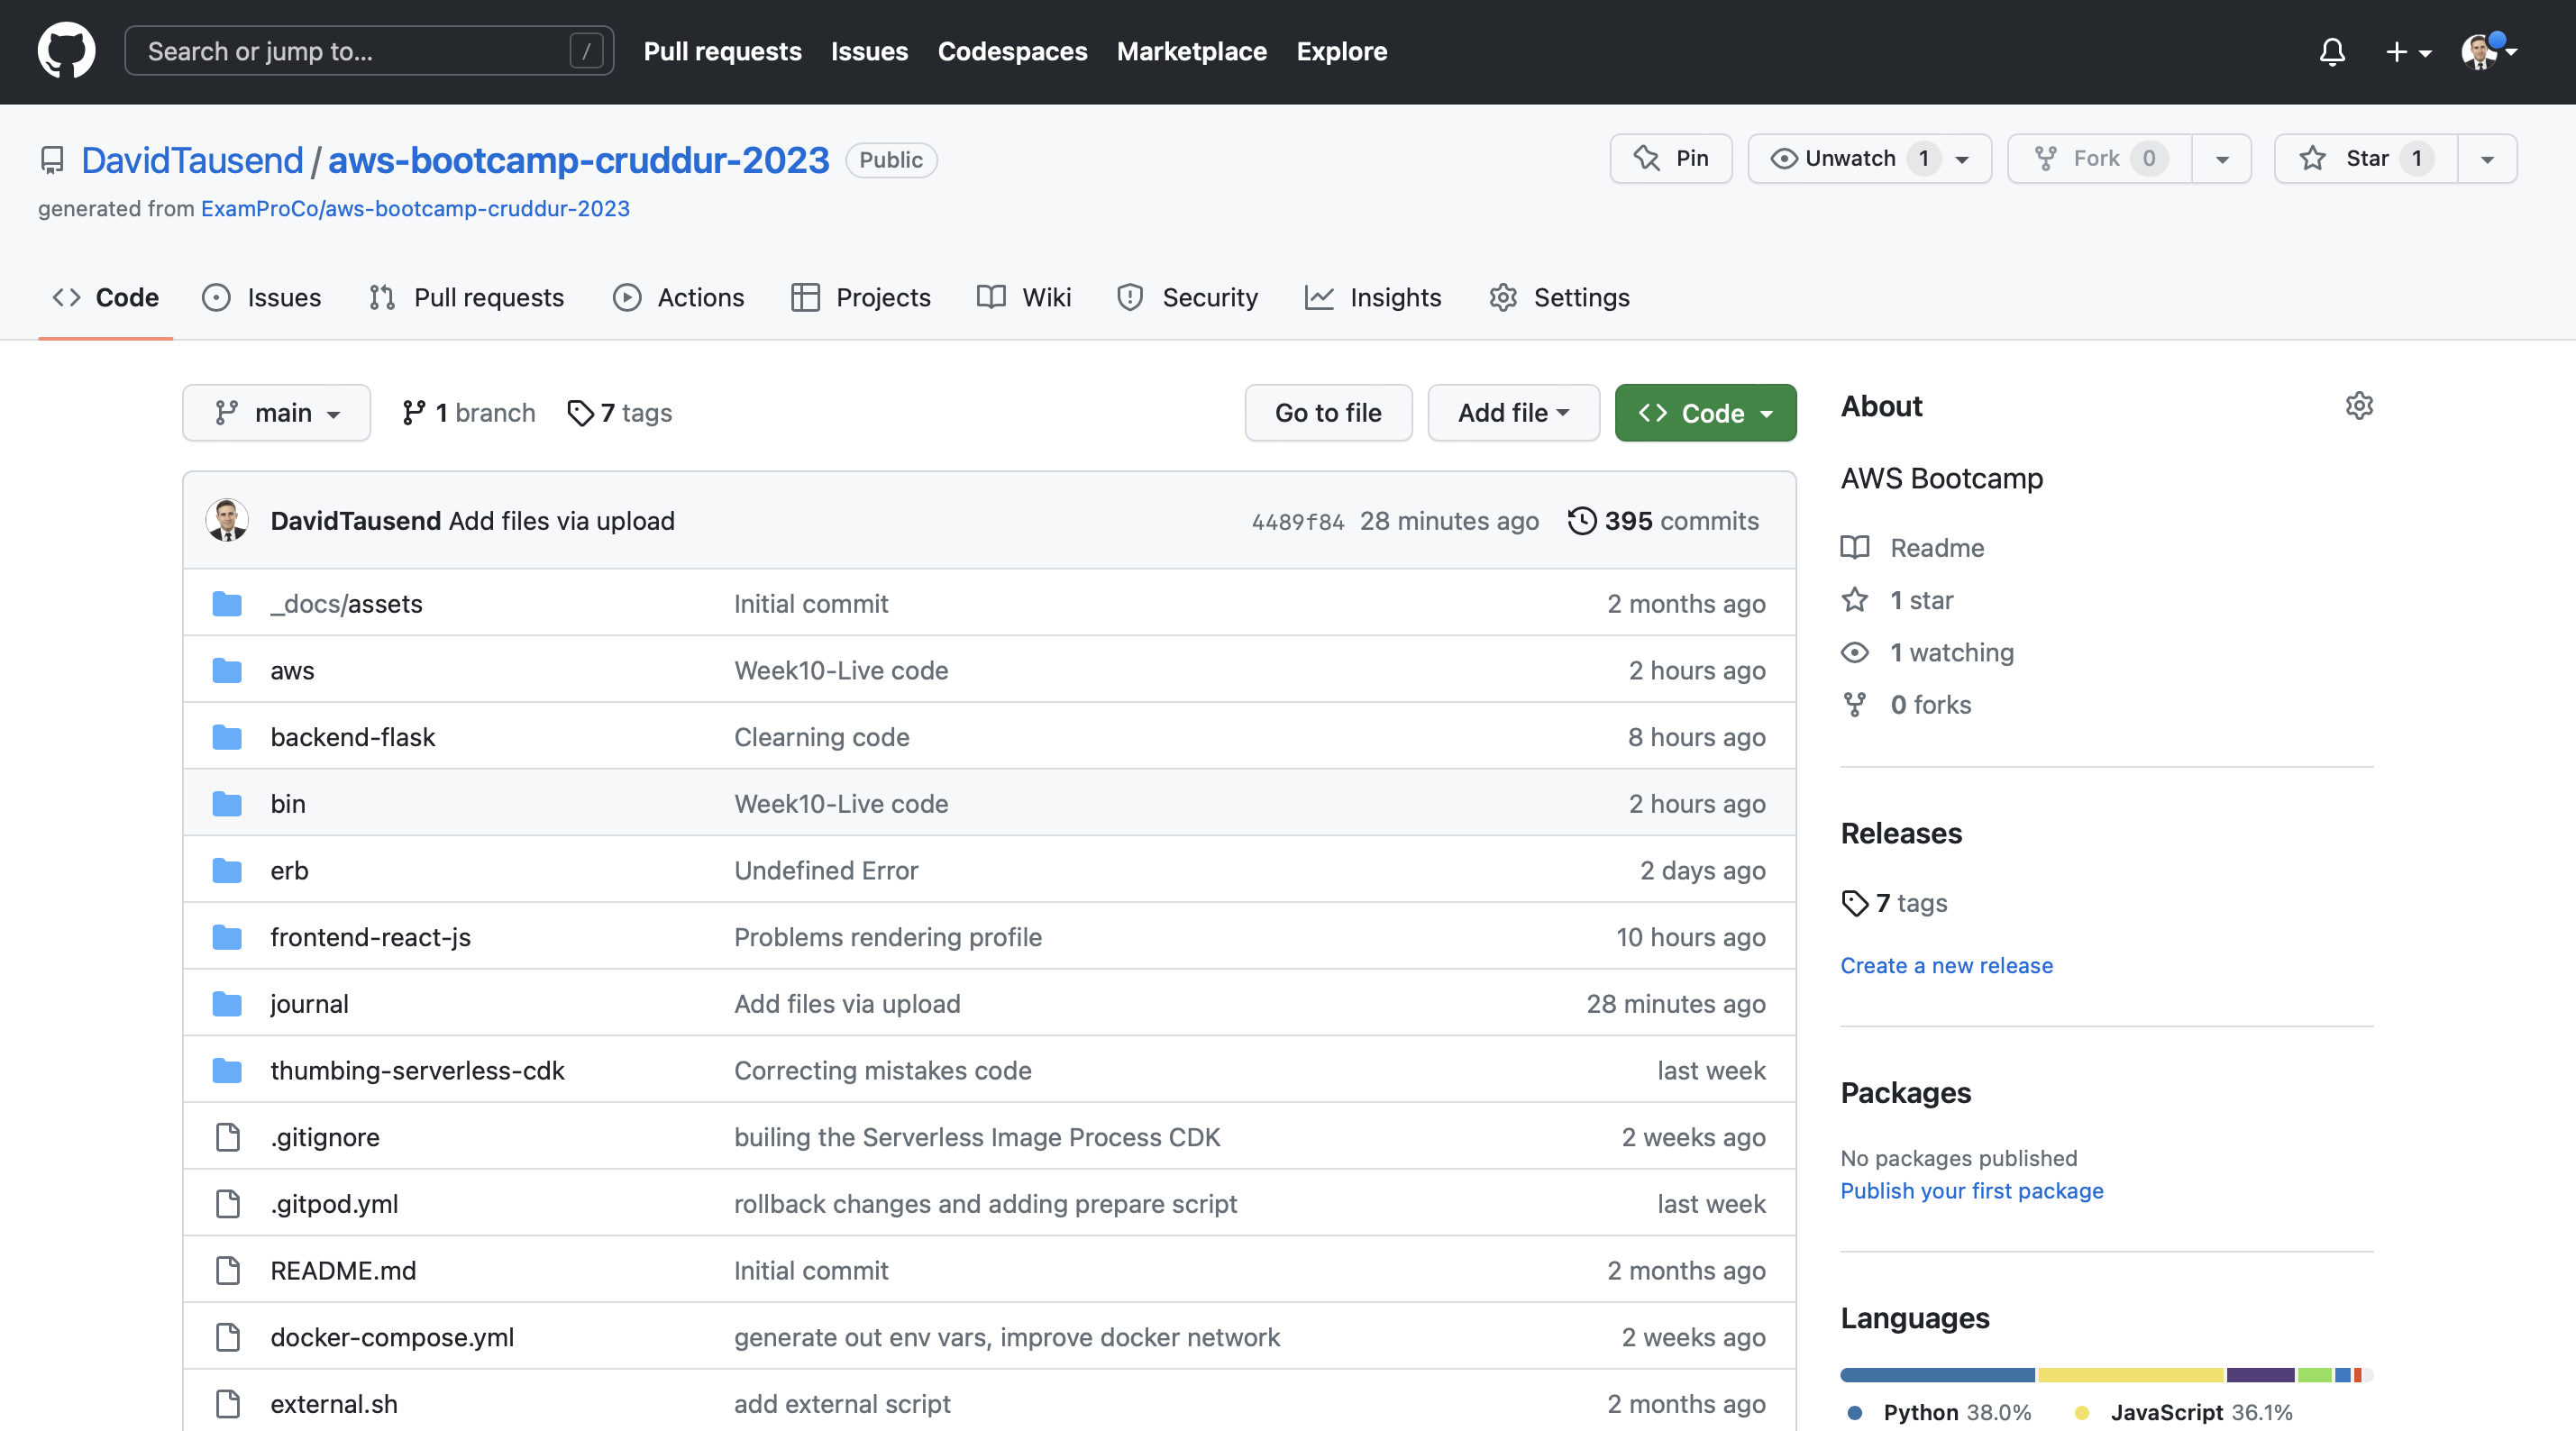 Search or jump to... /
Pull requests Issues Codespaces Marketplace Explore
DavidTausend / aws-bootcamp-cruddur-2023 Public
Pin Unwatch 1 Fork 0 Star 1
generated from ExamProCo/aws-bootcamp-cruddur-2023
Code Issues Pull requests Actions Projects Wiki Security Insights Settings
main 1 branch 7 tags Go to file Add file Code
DavidTausend Add files via upload 4489f84 28 minutes ago 395 commits
_docs/assets Initial commit 2 months ago
aws Week10-Live code 2 hours ago
backend-flask Clearning code 8 hours ago
bin Week10-Live code 2 hours ago
erb Undefined Error 2 days ago
frontend-react-js Problems rendering profile 10 hours ago
journal Add files via upload 28 minutes ago
thumbing-serverless-cdk Correcting mistakes code last week
.gitignore builing the Serverless Image Process CDK 2 weeks ago
.gitpod.yml rollback changes and adding prepare script last week
README.md Initial commit 2 months ago
docker-compose.yml generate out env vars, improve docker network 2 weeks ago
external.sh add external script 2 months ago
About
AWS Bootcamp
Readme
1 star
1 watching
0 forks
Releases
7 tags
Create a new release
Packages
No packages published
Publish your first package
Languages
Python 38.0% JavaScript 36.1%